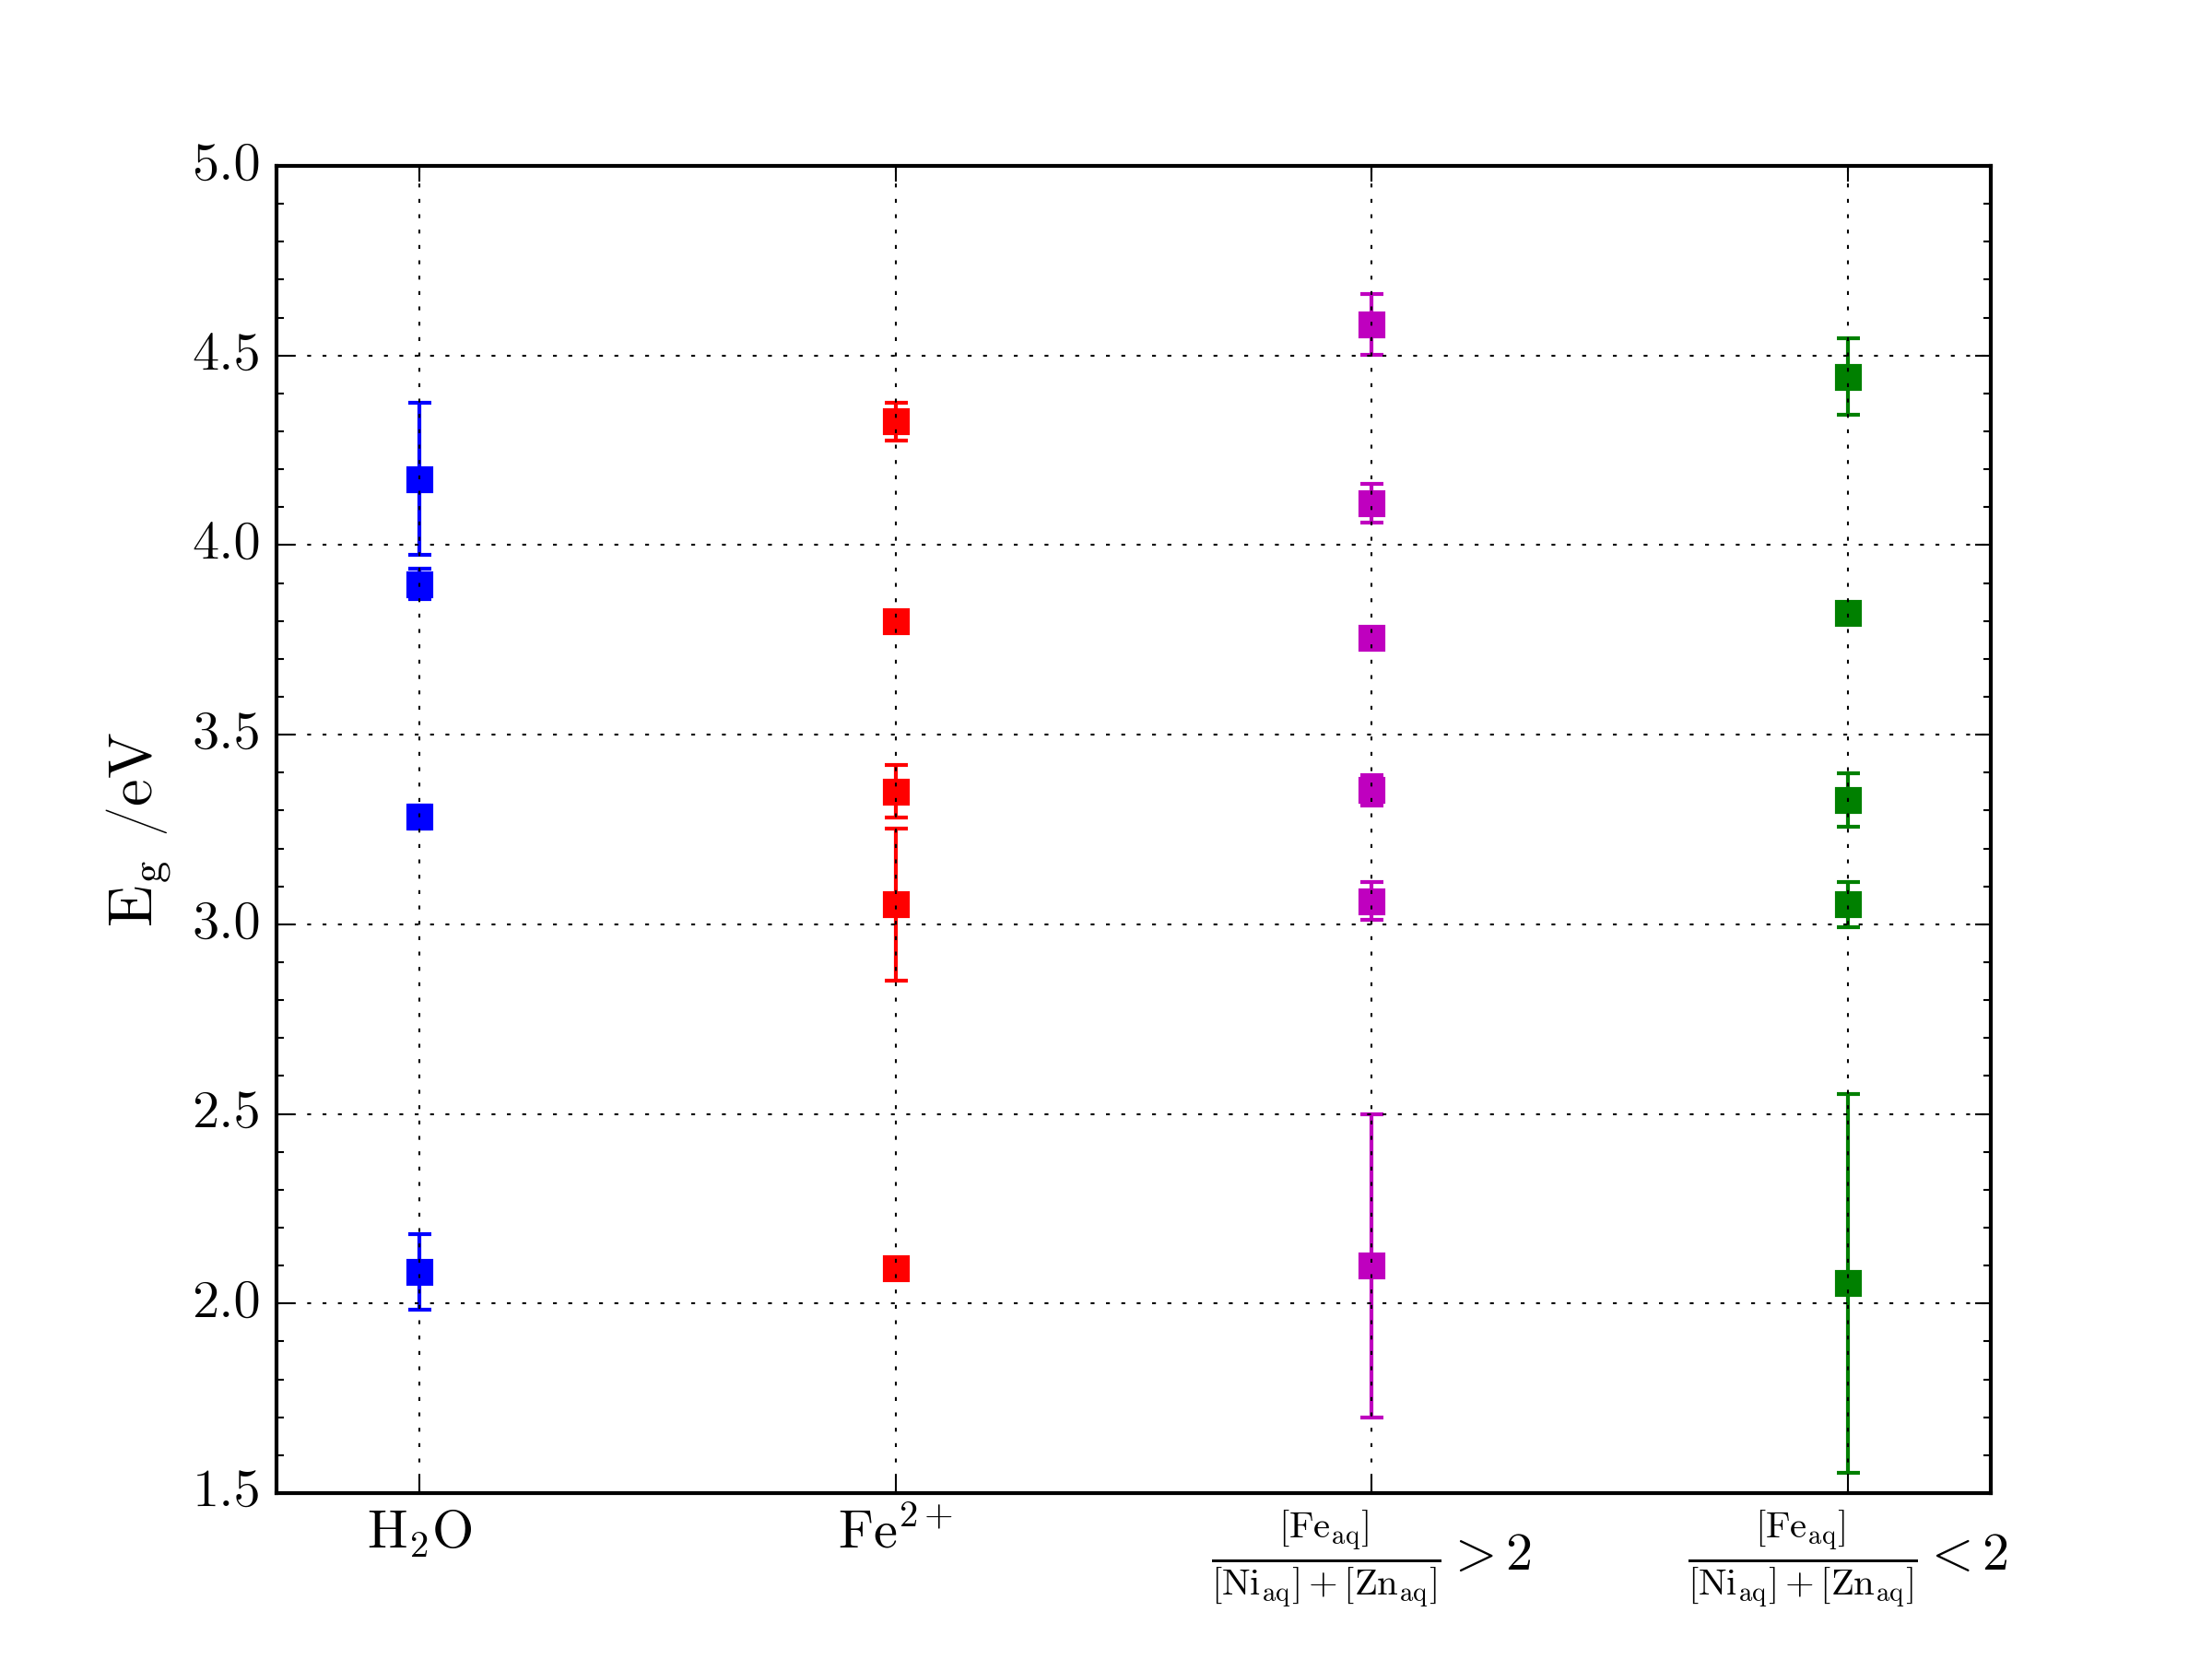 5.0
4.5
4.0
3.5
3.0
2.5
2.0
1.5
E_g /eV
H₂O
Fe²⁺
[Fe_aq] / [Ni_aq]+[Zn_aq] > 2
[Fe_aq] / [Ni_aq]+[Zn_aq] < 2